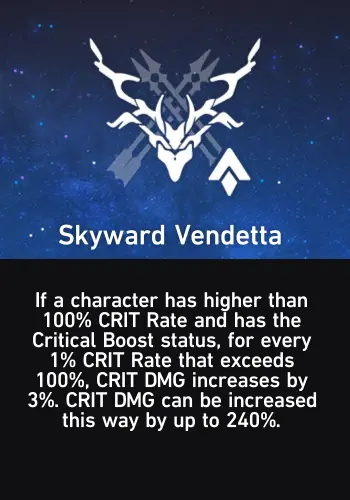 Skyward Vendetta
If a character has higher than
100% CRIT Rate and has the
Critical Boost status, for every
1% CRIT Rate that exceeds
100%, CRIT DMG increases by
3%. CRIT DMG can be increased
this way by up to 240%.